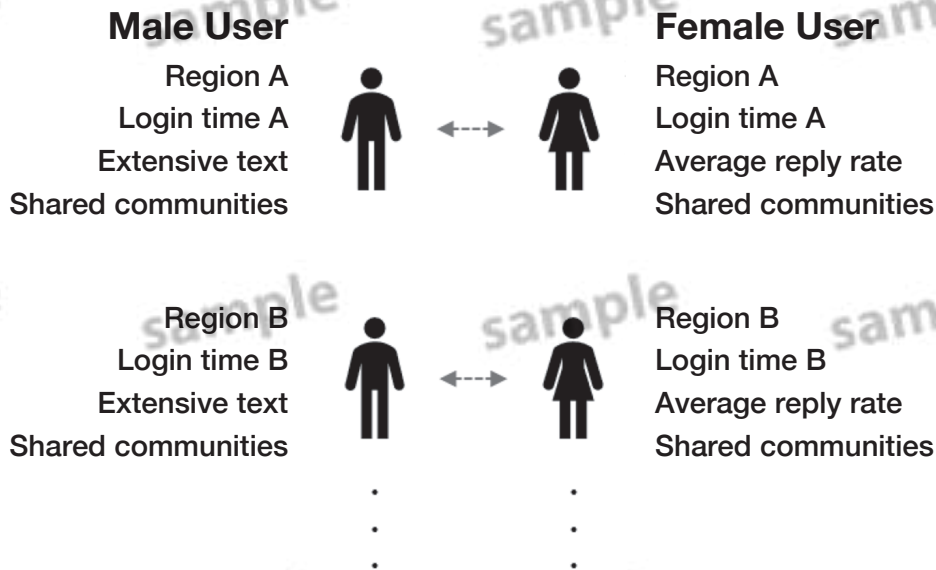 sample sample sam
Male User
Region A
Login time A
Extensive text
Shared communities
Female User
Region A
Login time A
Average reply rate
Shared communities
sample sample sam
Region B
Login time B
Extensive text
Shared communities
Region B
Login time B
Average reply rate
Shared communities